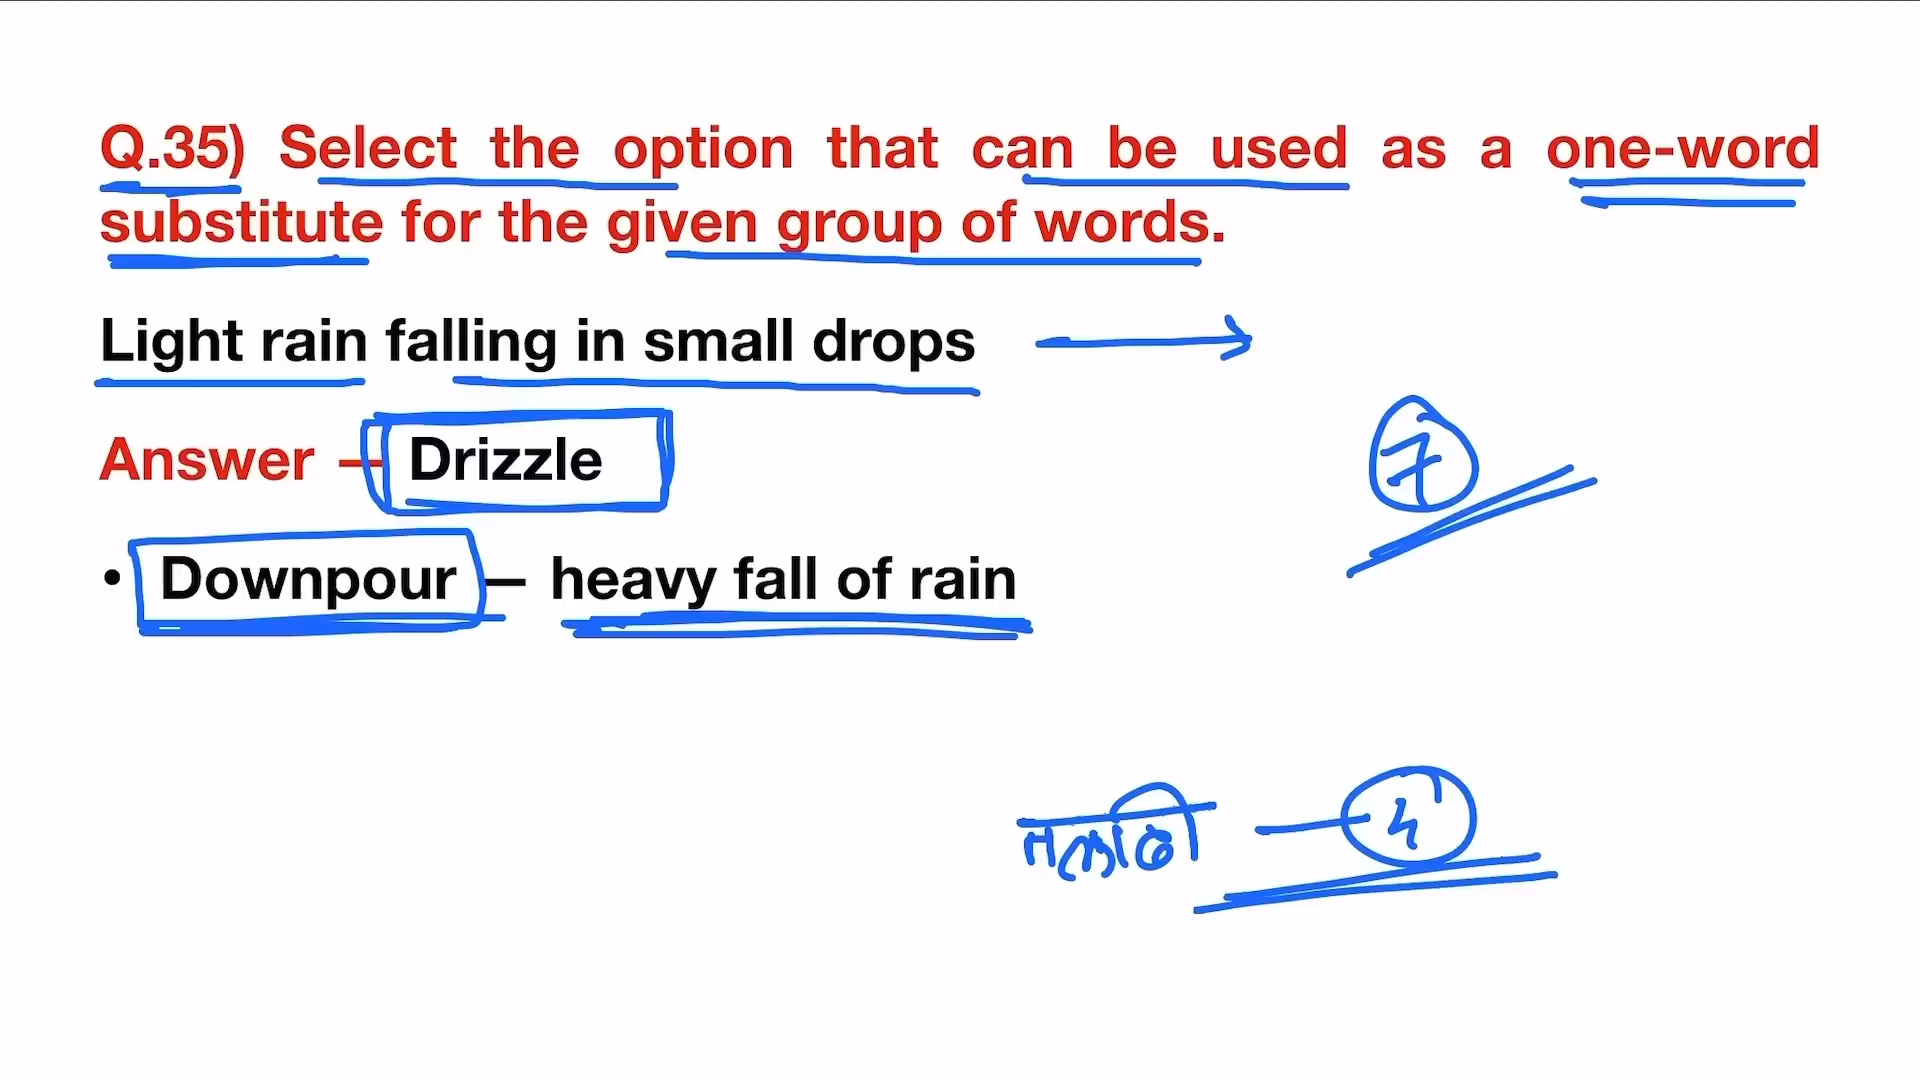 Q.35) Select the option that can be used as a one-word
substitute for the given group of words.
Light rain falling in small drops
Answer – Drizzle
• Downpour – heavy fall of rain
7